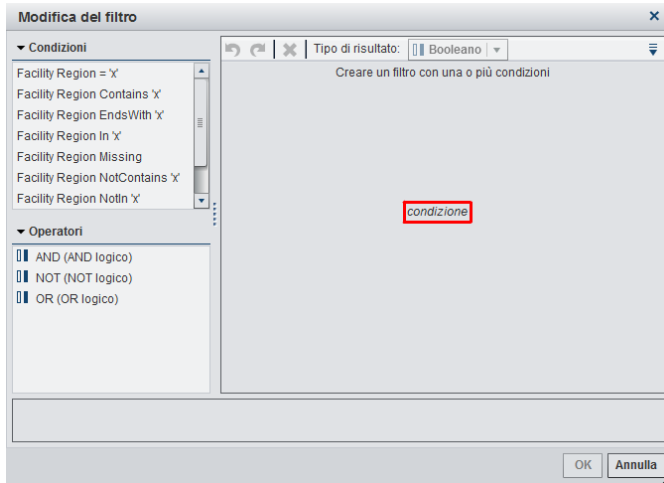 Modifica del filtro
Condizioni
Facility Region = 'x'
Facility Region Contains 'x'
Facility Region EndsWith 'x'
Facility Region In 'x'
Facility Region Missing
Facility Region NotContains 'x'
Facility Region NotIn 'x'
Operatori
AND (AND logico)
NOT (NOT logico)
OR (OR logico)
Tipo di risultato: Booleano
Creare un filtro con una o più condizioni
condizione
OK Annulla